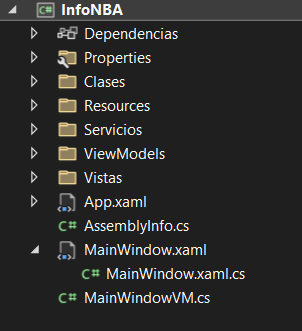 InfoNBA
Dependencias
Properties
Clases
Resources
Servicios
ViewModels
Vistas
App.xaml
AssemblyInfo.cs
MainWindow.xaml
MainWindow.xaml.cs
MainWindowVM.cs